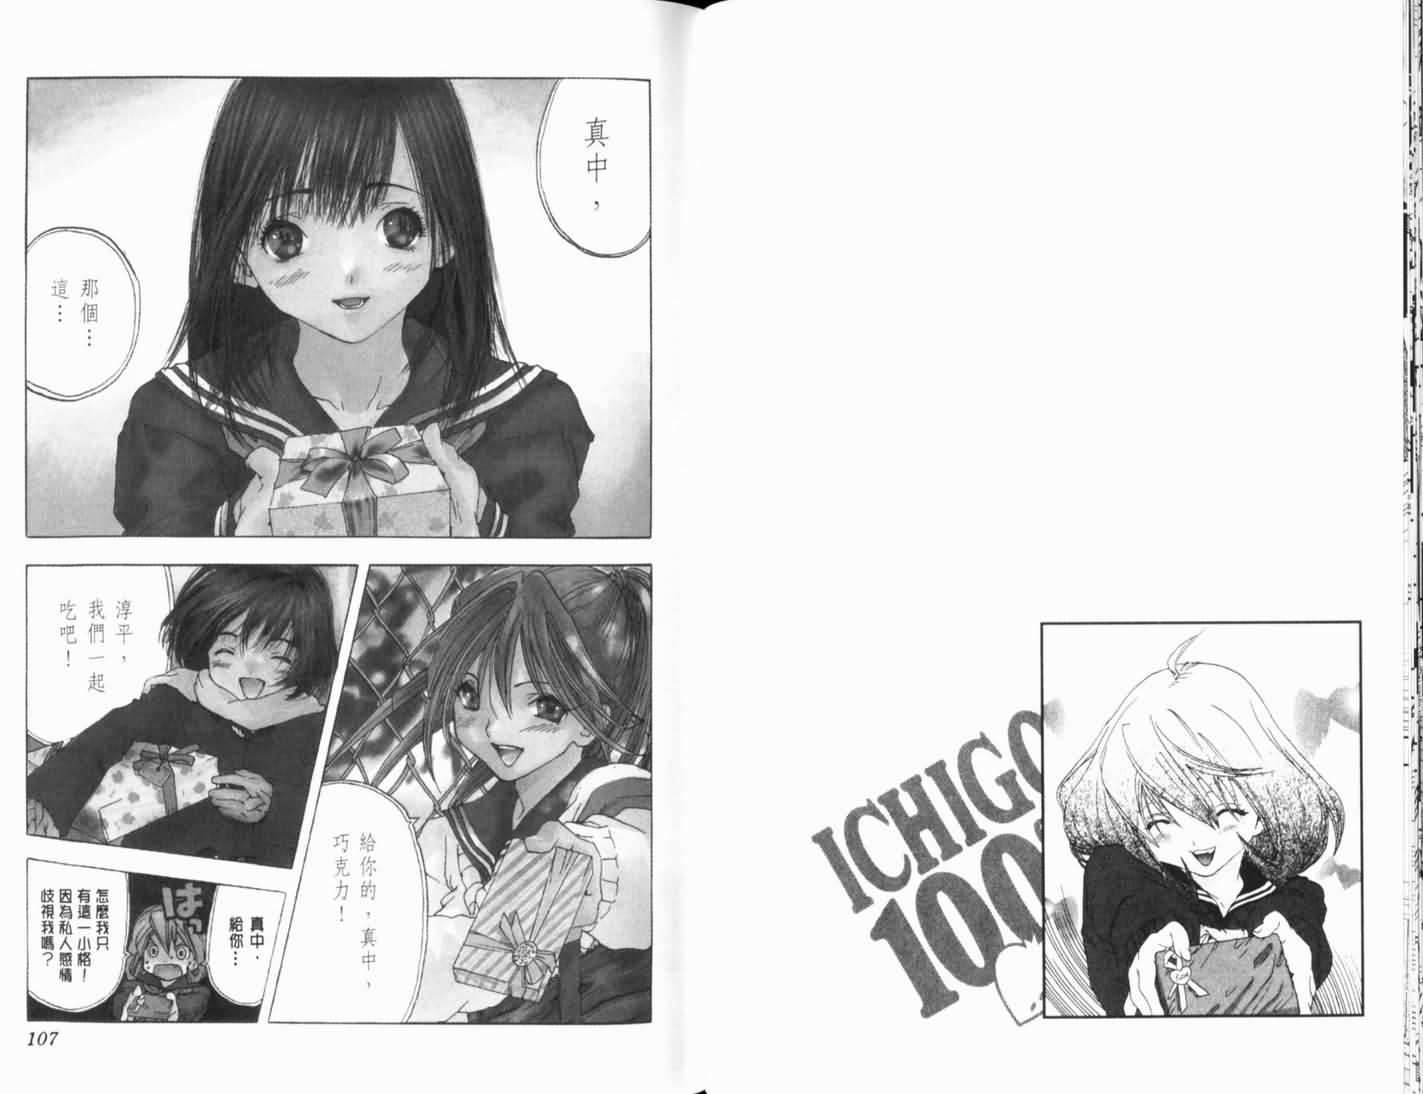 ICHIGO
100
真中,
那個…
這…
給你的,真中,
巧克力!
淳平,
我們一起
吃吧!
真中.
給你…
はっ
怎麼我只
有這一小格!
因為私人感情
歧視我嗎?
107